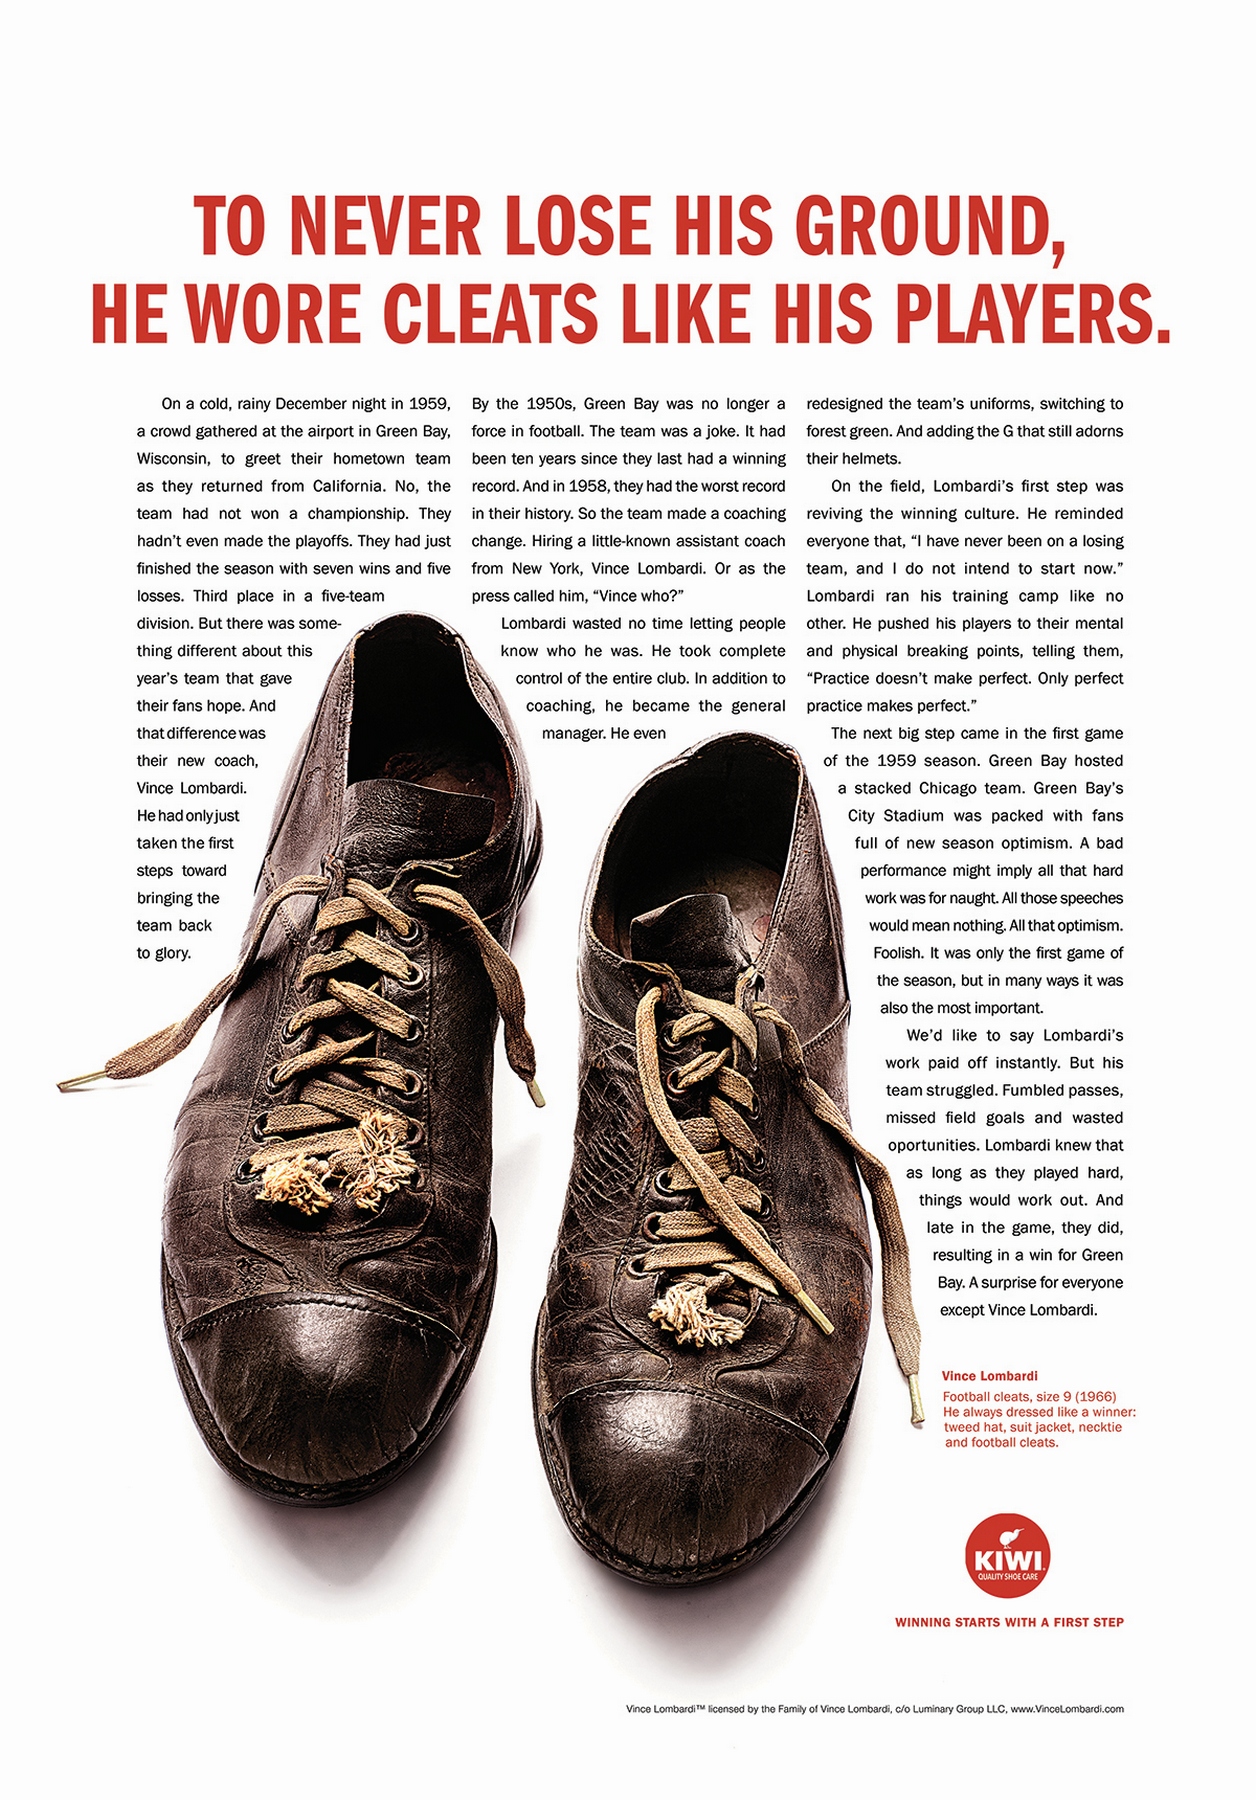 TO NEVER LOSE HIS GROUND,
HE WORE CLEATS LIKE HIS PLAYERS.
On a cold, rainy December night in 1959,
a crowd gathered at the airport in Green Bay,
Wisconsin, to greet their hometown team
as they returned from California. No, the
team had not won a championship. They
hadn’t even made the playoffs. They had just
finished the season with seven wins and five
losses. Third place in a five-team
division. But there was some-
thing different about this
year’s team that gave
their fans hope. And
that difference was
their new coach,
Vince Lombardi.
He had only just
taken the first
steps toward
bringing the
team back
to glory.
By the 1950s, Green Bay was no longer a
force in football. The team was a joke. It had
been ten years since they last had a winning
record. And in 1958, they had the worst record
in their history. So the team made a coaching
change. Hiring a little-known assistant coach
from New York, Vince Lombardi. Or as the
press called him, “Vince who?”
Lombardi wasted no time letting people
know who he was. He took complete
control of the entire club. In addition to
coaching, he became the general
manager. He even
redesigned the team’s uniforms, switching to
forest green. And adding the G that still adorns
their helmets.
On the field, Lombardi’s first step was
reviving the winning culture. He reminded
everyone that, “I have never been on a losing
team, and I do not intend to start now.”
Lombardi ran his training camp like no
other. He pushed his players to their mental
and physical breaking points, telling them,
“Practice doesn’t make perfect. Only perfect
practice makes perfect.”
The next big step came in the first game
of the 1959 season. Green Bay hosted
a stacked Chicago team. Green Bay’s
City Stadium was packed with fans
full of new season optimism. A bad
performance might imply all that hard
work was for naught. All those speeches
would mean nothing. All that optimism.
Foolish. It was only the first game of
the season, but in many ways it was
also the most important.
We’d like to say Lombardi’s
work paid off instantly. But his
team struggled. Fumbled passes,
missed field goals and wasted
oportunities. Lombardi knew that
as long as they played hard,
things would work out. And
late in the game, they did,
resulting in a win for Green
Bay. A surprise for everyone
except Vince Lombardi.
Vince Lombardi
Football cleats, size 9 (1966)
He always dressed like a winner:
tweed hat, suit jacket, necktie
and football cleats.
KIWI
QUALITY SHOE CARE
WINNING STARTS WITH A FIRST STEP
Vince Lombardi™ licensed by the Family of Vince Lombardi, c/o Luminary Group LLC, www.VinceLombardi.com